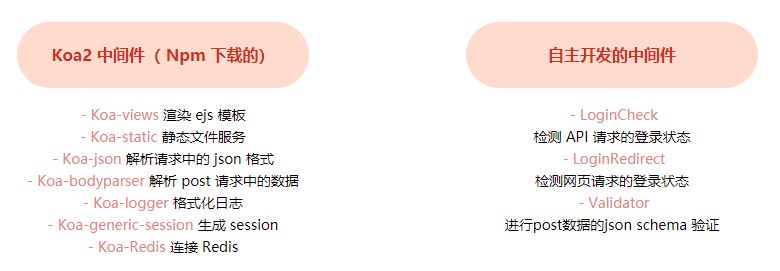 Koa2 中间件（ Npm 下载的）
- Koa-views 渲染 ejs 模板
- Koa-static 静态文件服务
- Koa-json 解析请求中的 json 格式
- Koa-bodyparser 解析 post 请求中的数据
- Koa-logger 格式化日志
- Koa-generic-session 生成 session
- Koa-Redis 连接 Redis
自主开发的中间件
- LoginCheck
检测 API 请求的登录状态
- LoginRedirect
检测网页请求的登录状态
- Validator
进行post数据的json schema 验证